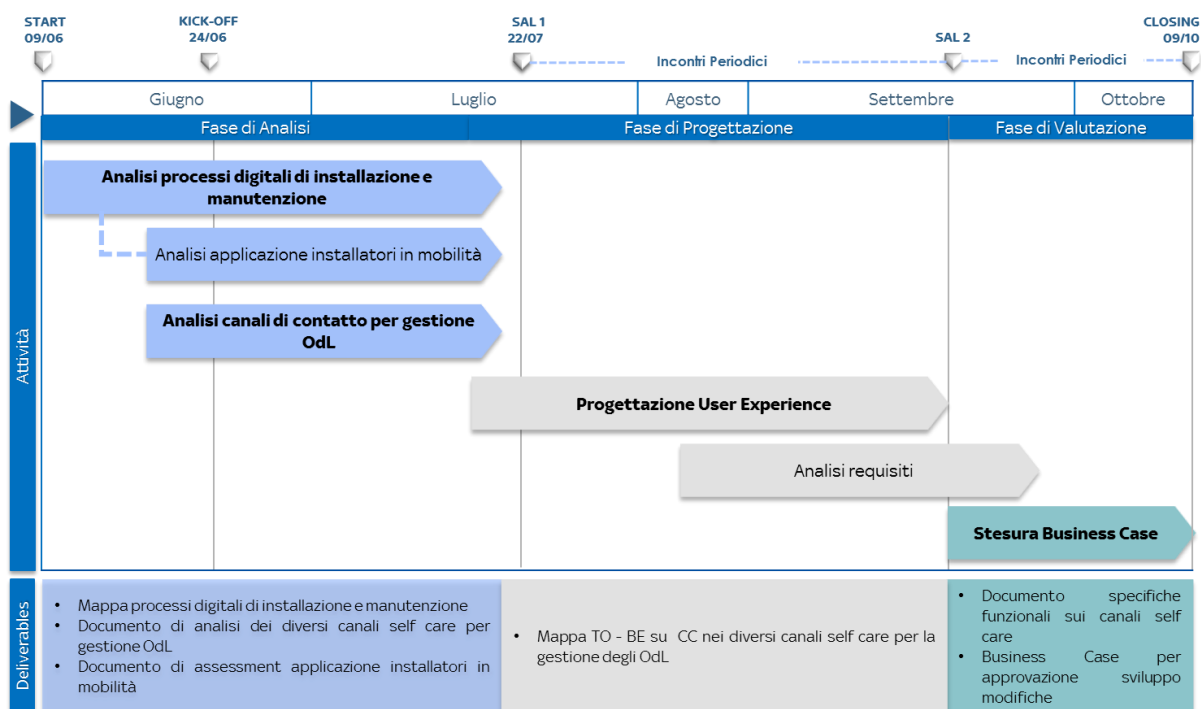 START
09/06
KICK-OFF
24/06
SAL 1
22/07
Incontri Periodici
SAL 2
Incontri Periodici
CLOSING
09/10
Giugno
Luglio
Agosto
Settembre
Ottobre
Fase di Analisi
Fase di Progettazione
Fase di Valutazione
Attività
Analisi processi digitali di installazione e
manutenzione
Analisi applicazione installatori in mobilità
Analisi canali di contatto per gestione
OdL
Progettazione User Experience
Analisi requisiti
Stesura Business Case
Deliverables
• Mappa processi digitali di installazione e manutenzione
• Documento di analisi dei diversi canali self care per
gestione OdL
• Documento di assessment applicazione installatori in
mobilità
• Mappa TO - BE su CC nei diversi canali self care per la
gestione degli OdL
• Documento specifiche
funzionali sui canali self
care
• Business Case per
approvazione sviluppo
modifiche